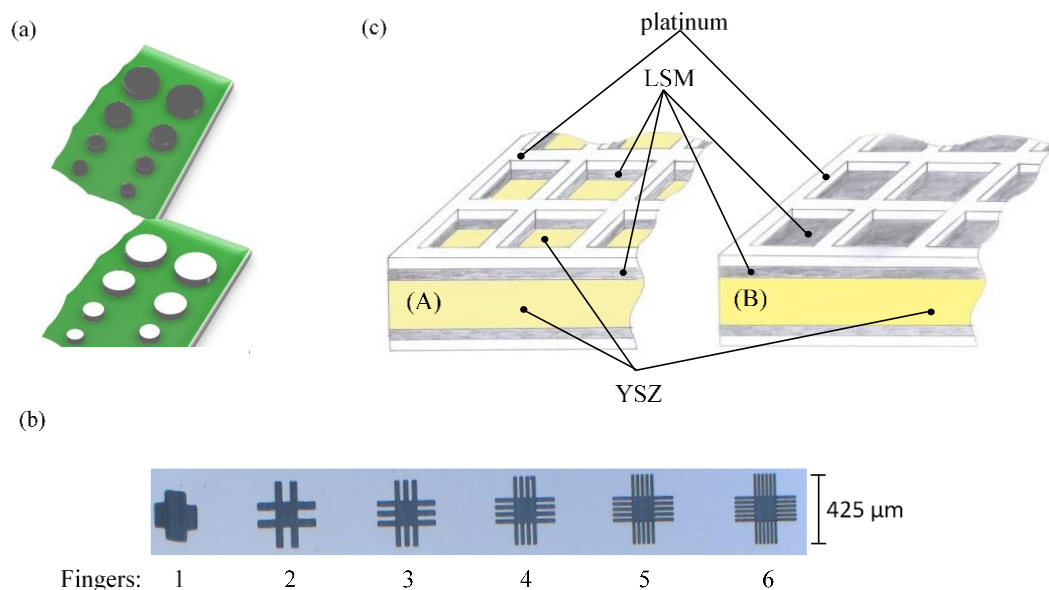 (a)
(c)
platinum
LSM
(A)
(B)
YSZ
(b)
425 µm
Fingers: 1 2 3 4 5 6